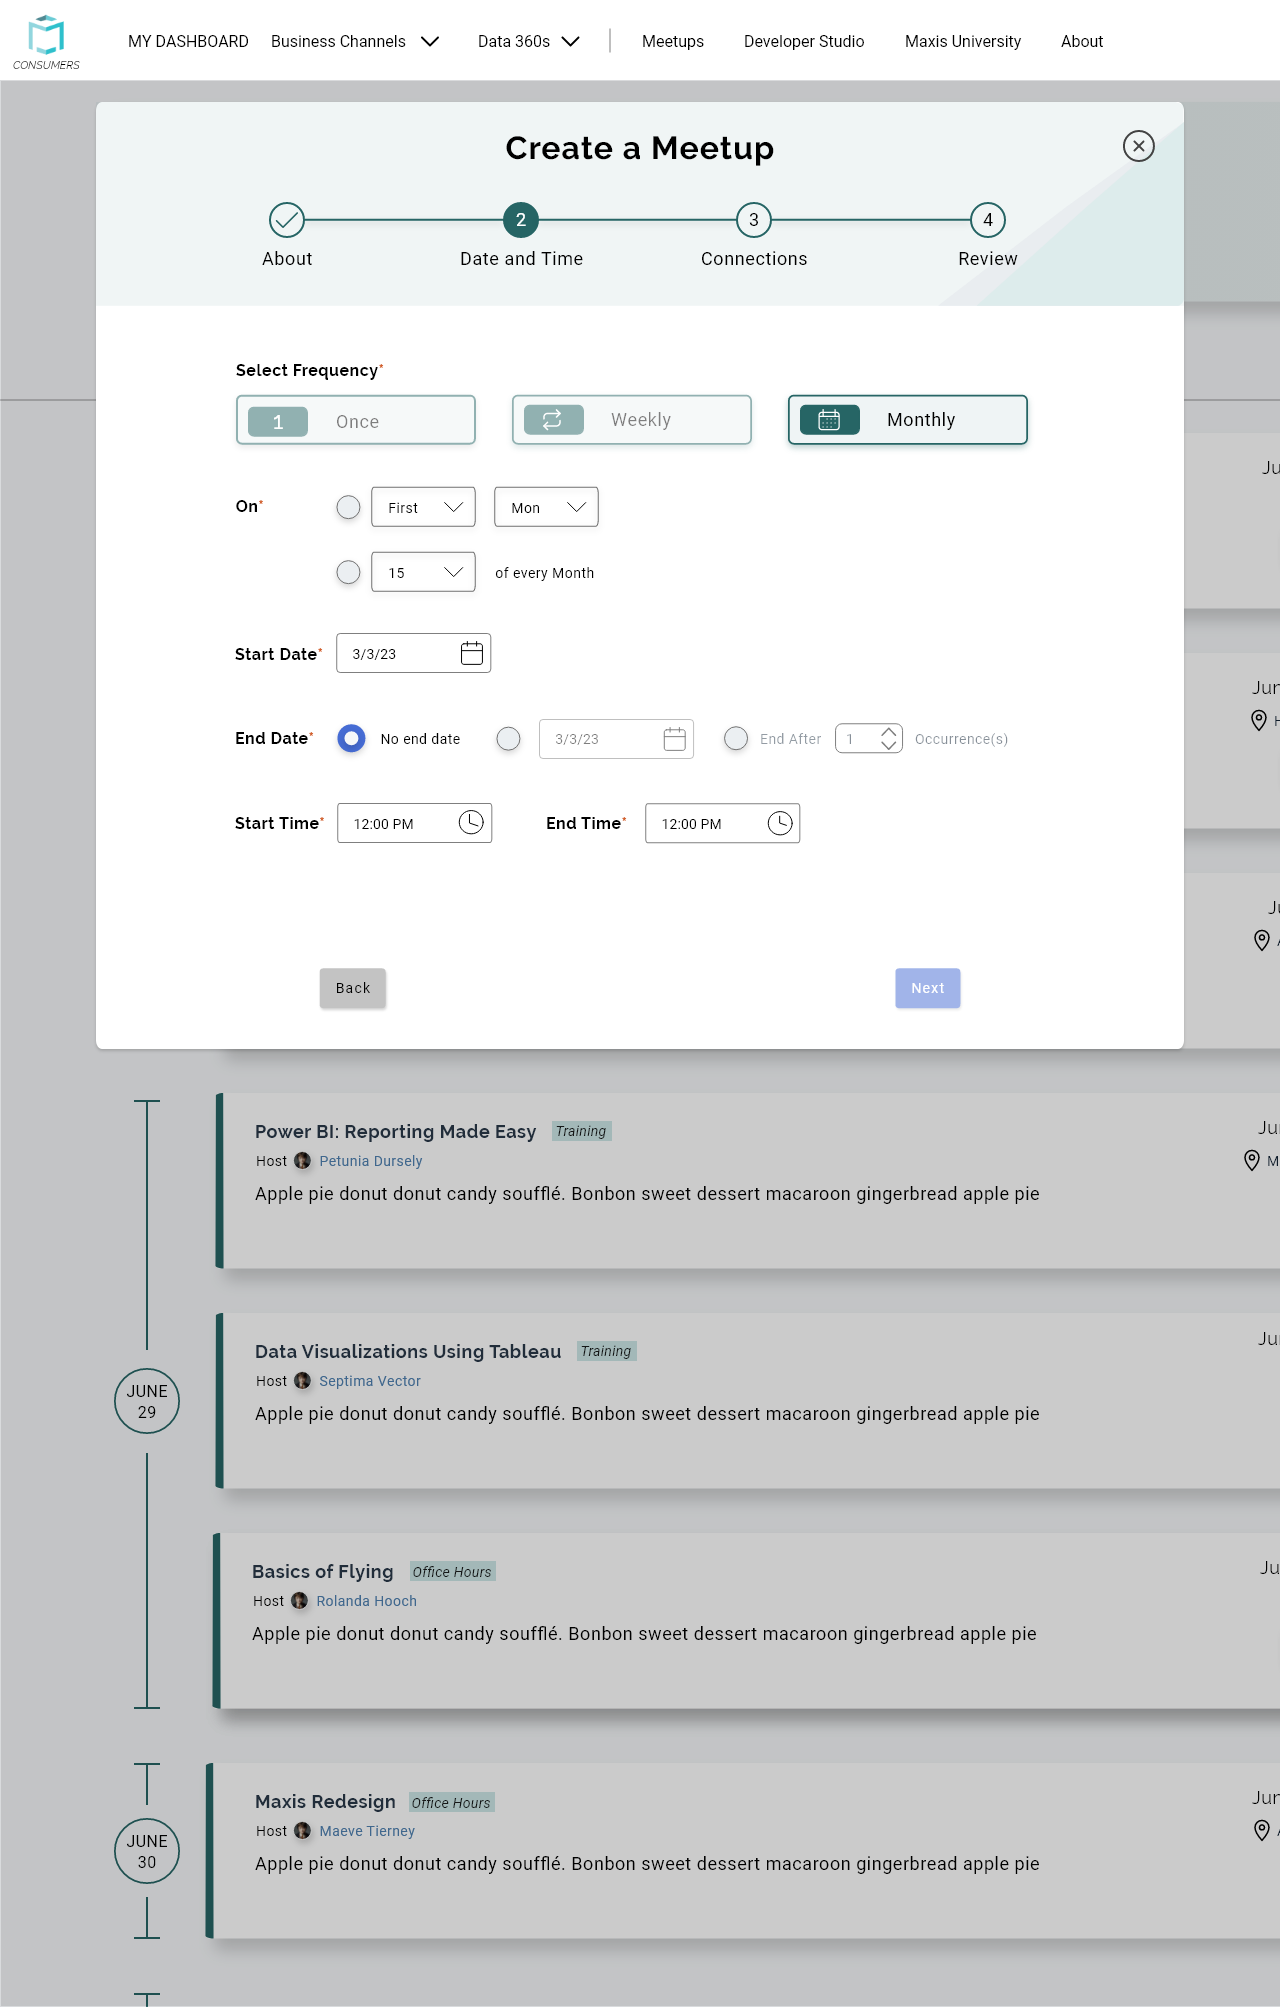 CONSUMERS
MY DASHBOARD Business Channels Data 360s Meetups Developer Studio Maxis University About
Create a Meetup
2 3 4
About Date and Time Connections Review
Select Frequency*
1 Once Weekly Monthly
On* First Mon
15 of every Month
Start Date* 3/3/23
End Date* No end date 3/3/23 End After 1 Occurrence(s)
Start Time* 12:00 PM End Time* 12:00 PM
Back Next
Power BI: Reporting Made Easy Training
Host Petunia Dursely
Apple pie donut donut candy soufflé. Bonbon sweet dessert macaroon gingerbread apple pie
Data Visualizations Using Tableau Training
Host Septima Vector
Apple pie donut donut candy soufflé. Bonbon sweet dessert macaroon gingerbread apple pie
JUNE
29
Basics of Flying Office Hours
Host Rolanda Hooch
Apple pie donut donut candy soufflé. Bonbon sweet dessert macaroon gingerbread apple pie
Maxis Redesign Office Hours
Host Maeve Tierney
Apple pie donut donut candy soufflé. Bonbon sweet dessert macaroon gingerbread apple pie
JUNE
30